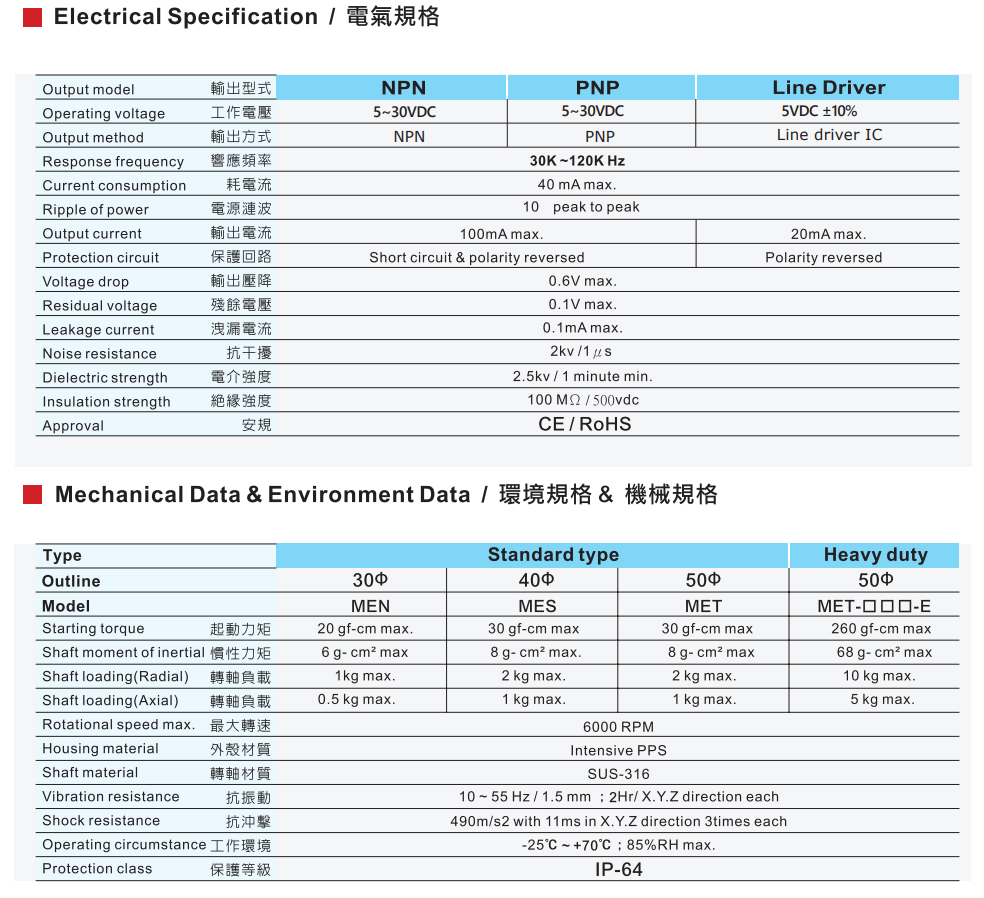 Electrical Specification / 電氣規格
Output model 輸出型式 NPN PNP Line Driver
Operating voltage 工作電壓 5~30VDC 5~30VDC 5VDC ±10%
Output method 輸出方式 NPN PNP Line driver IC
Response frequency 響應頻率 30K ~120K Hz
Current consumption 耗電流 40 mA max.
Ripple of power 電源漣波 10 peak to peak
Output current 輸出電流 100mA max. 20mA max.
Protection circuit 保護回路 Short circuit & polarity reversed Polarity reversed
Voltage drop 輸出壓降 0.6V max.
Residual voltage 殘餘電壓 0.1V max.
Leakage current 洩漏電流 0.1mA max.
Noise resistance 抗干擾 2kv /1 μs
Dielectric strength 電介強度 2.5kv / 1 minute min.
Insulation strength 絕緣強度 100 MΩ / 500vdc
Approval 安規 CE / RoHS
Mechanical Data & Environment Data / 環境規格 & 機械規格
Type Standard type Heavy duty
Outline 30Φ 40Φ 50Φ 50Φ
Model MEN MES MET MET-□□□-E
Starting torque 起動力矩 20 gf-cm max. 30 gf-cm max 30 gf-cm max 260 gf-cm max
Shaft moment of inertial 慣性力矩 6 g- cm² max 8 g- cm² max. 8 g- cm² max 68 g- cm² max
Shaft loading(Radial) 轉軸負載 1kg max. 2 kg max. 2 kg max. 10 kg max.
Shaft loading(Axial) 轉軸負載 0.5 kg max. 1 kg max. 1 kg max. 5 kg max.
Rotational speed max. 最大轉速 6000 RPM
Housing material 外殼材質 Intensive PPS
Shaft material 轉軸材質 SUS-316
Vibration resistance 抗振動 10 ~ 55 Hz / 1.5 mm ；2Hr/ X.Y.Z direction each
Shock resistance 抗沖擊 490m/s2 with 11ms in X.Y.Z direction 3times each
Operating circumstance 工作環境 -25℃ ~ +70℃ ; 85%RH max.
Protection class 保護等級 IP-64